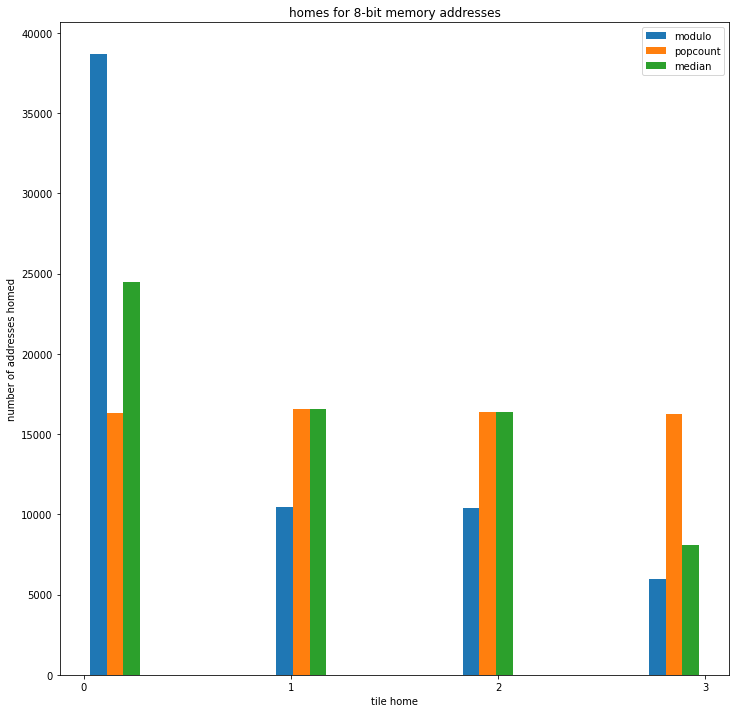 homes for 8-bit memory addresses
modulo
popcount
median
number of addresses homed
40000
35000
30000
25000
20000
15000
10000
5000
0
0 1 2 3
tile home